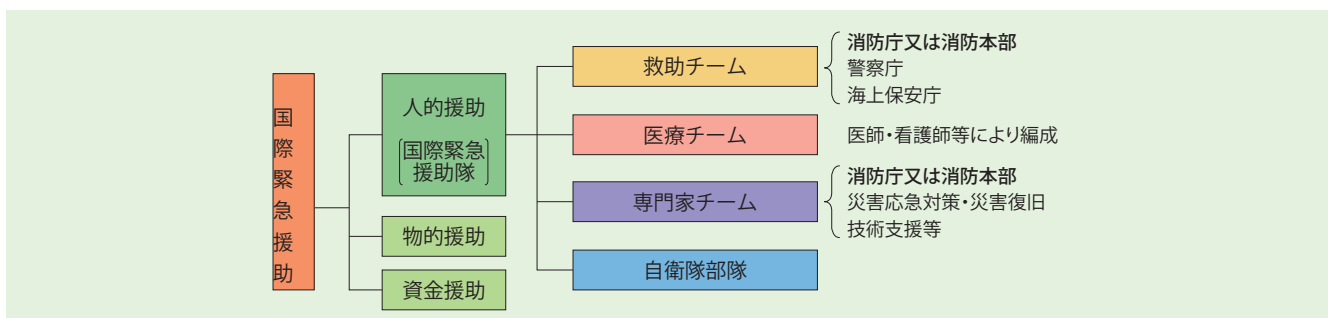 国際緊急援助
人的援助
国際緊急
援助隊
物的援助
資金援助
救助チーム
消防庁又は消防本部
警察庁
海上保安庁
医療チーム
医師・看護師等により編成
専門家チーム
消防庁又は消防本部
災害応急対策・災害復旧
技術支援等
自衛隊部隊